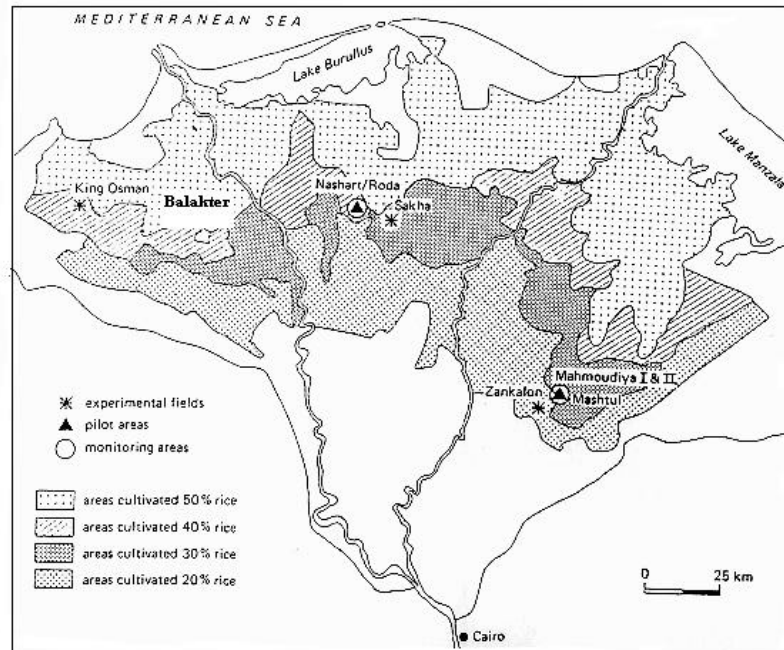 MEDITERRANEAN SEA
Lake Burullus
Lake Manzala
King Osman
Balakter
Nashart/Roda
Sakha
Mahmoudiya I & II
Zankalon
Mashtul
experimental fields
pilot areas
monitoring areas
areas cultivated 50% rice
areas cultivated 40% rice
areas cultivated 30% rice
areas cultivated 20% rice
0 25 km
Cairo